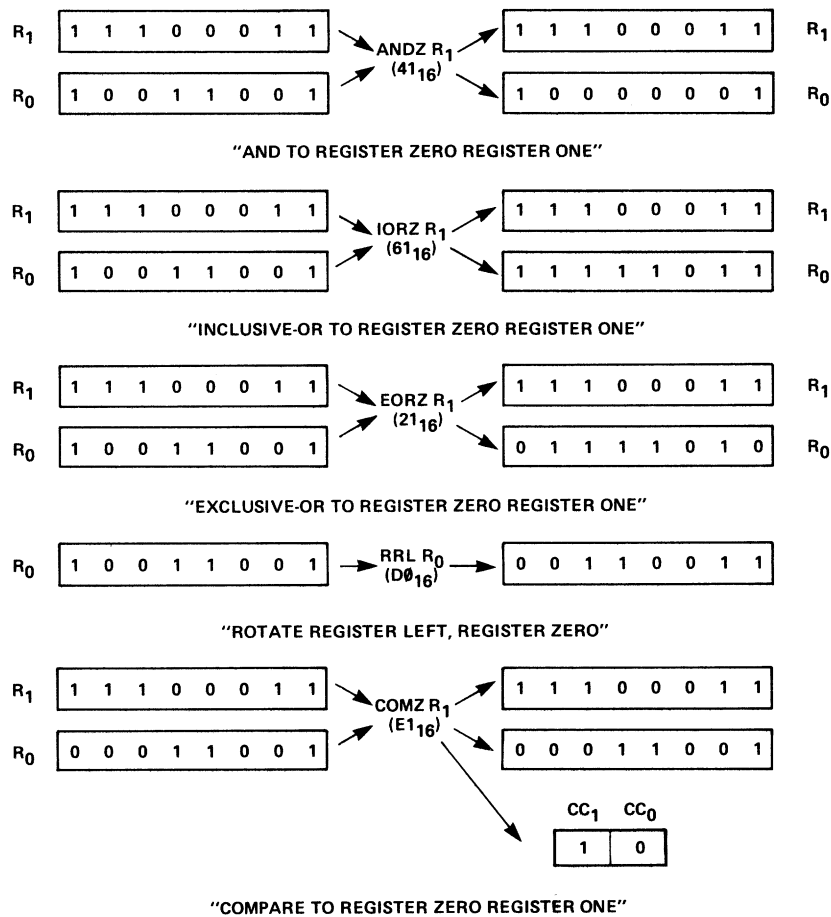 R1 1 1 1 0 0 0 1 1 ANDZ R1 1 1 1 0 0 0 1 1 R1
(4116)
R0 1 0 0 1 1 0 0 1 1 0 0 0 0 0 0 1 R0
"AND TO REGISTER ZERO REGISTER ONE"
R1 1 1 1 0 0 0 1 1 IORZ R1 1 1 1 0 0 0 1 1 R1
(6116)
R0 1 0 0 1 1 0 0 1 1 1 1 1 1 0 1 1 R0
"INCLUSIVE-OR TO REGISTER ZERO REGISTER ONE"
R1 1 1 1 0 0 0 1 1 EORZ R1 1 1 1 0 0 0 1 1 R1
(2116)
R0 1 0 0 1 1 0 0 1 0 1 1 1 1 0 1 0 R0
"EXCLUSIVE-OR TO REGISTER ZERO REGISTER ONE"
R0 1 0 0 1 1 0 0 1 RRL R0 0 0 1 1 0 0 1 1
(DØ16)
"ROTATE REGISTER LEFT, REGISTER ZERO"
R1 1 1 1 0 0 0 1 1 COMZ R1 1 1 1 0 0 0 1 1
(E116)
R0 0 0 0 1 1 0 0 1 0 0 0 1 1 0 0 1
CC1 CC0
1 0
"COMPARE TO REGISTER ZERO REGISTER ONE"